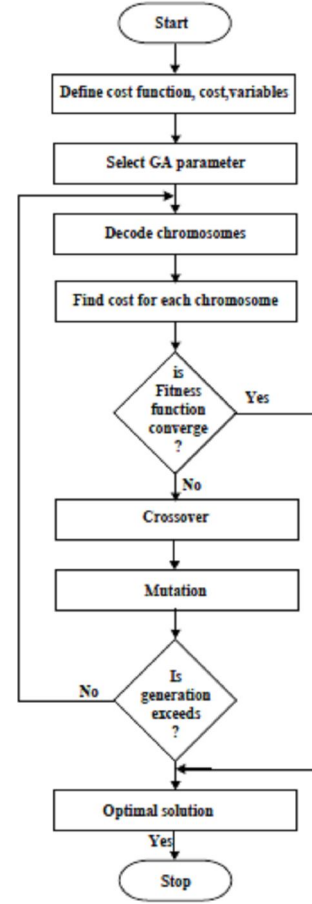 Start
Define cost function, cost,variables
Select GA parameter
Decode chromosomes
Find cost for each chromosome
is
Fitness
function
converge
?
Yes
No
Crossover
Mutation
Is
generation
exceeds
?
No
Optimal solution
Yes
Stop